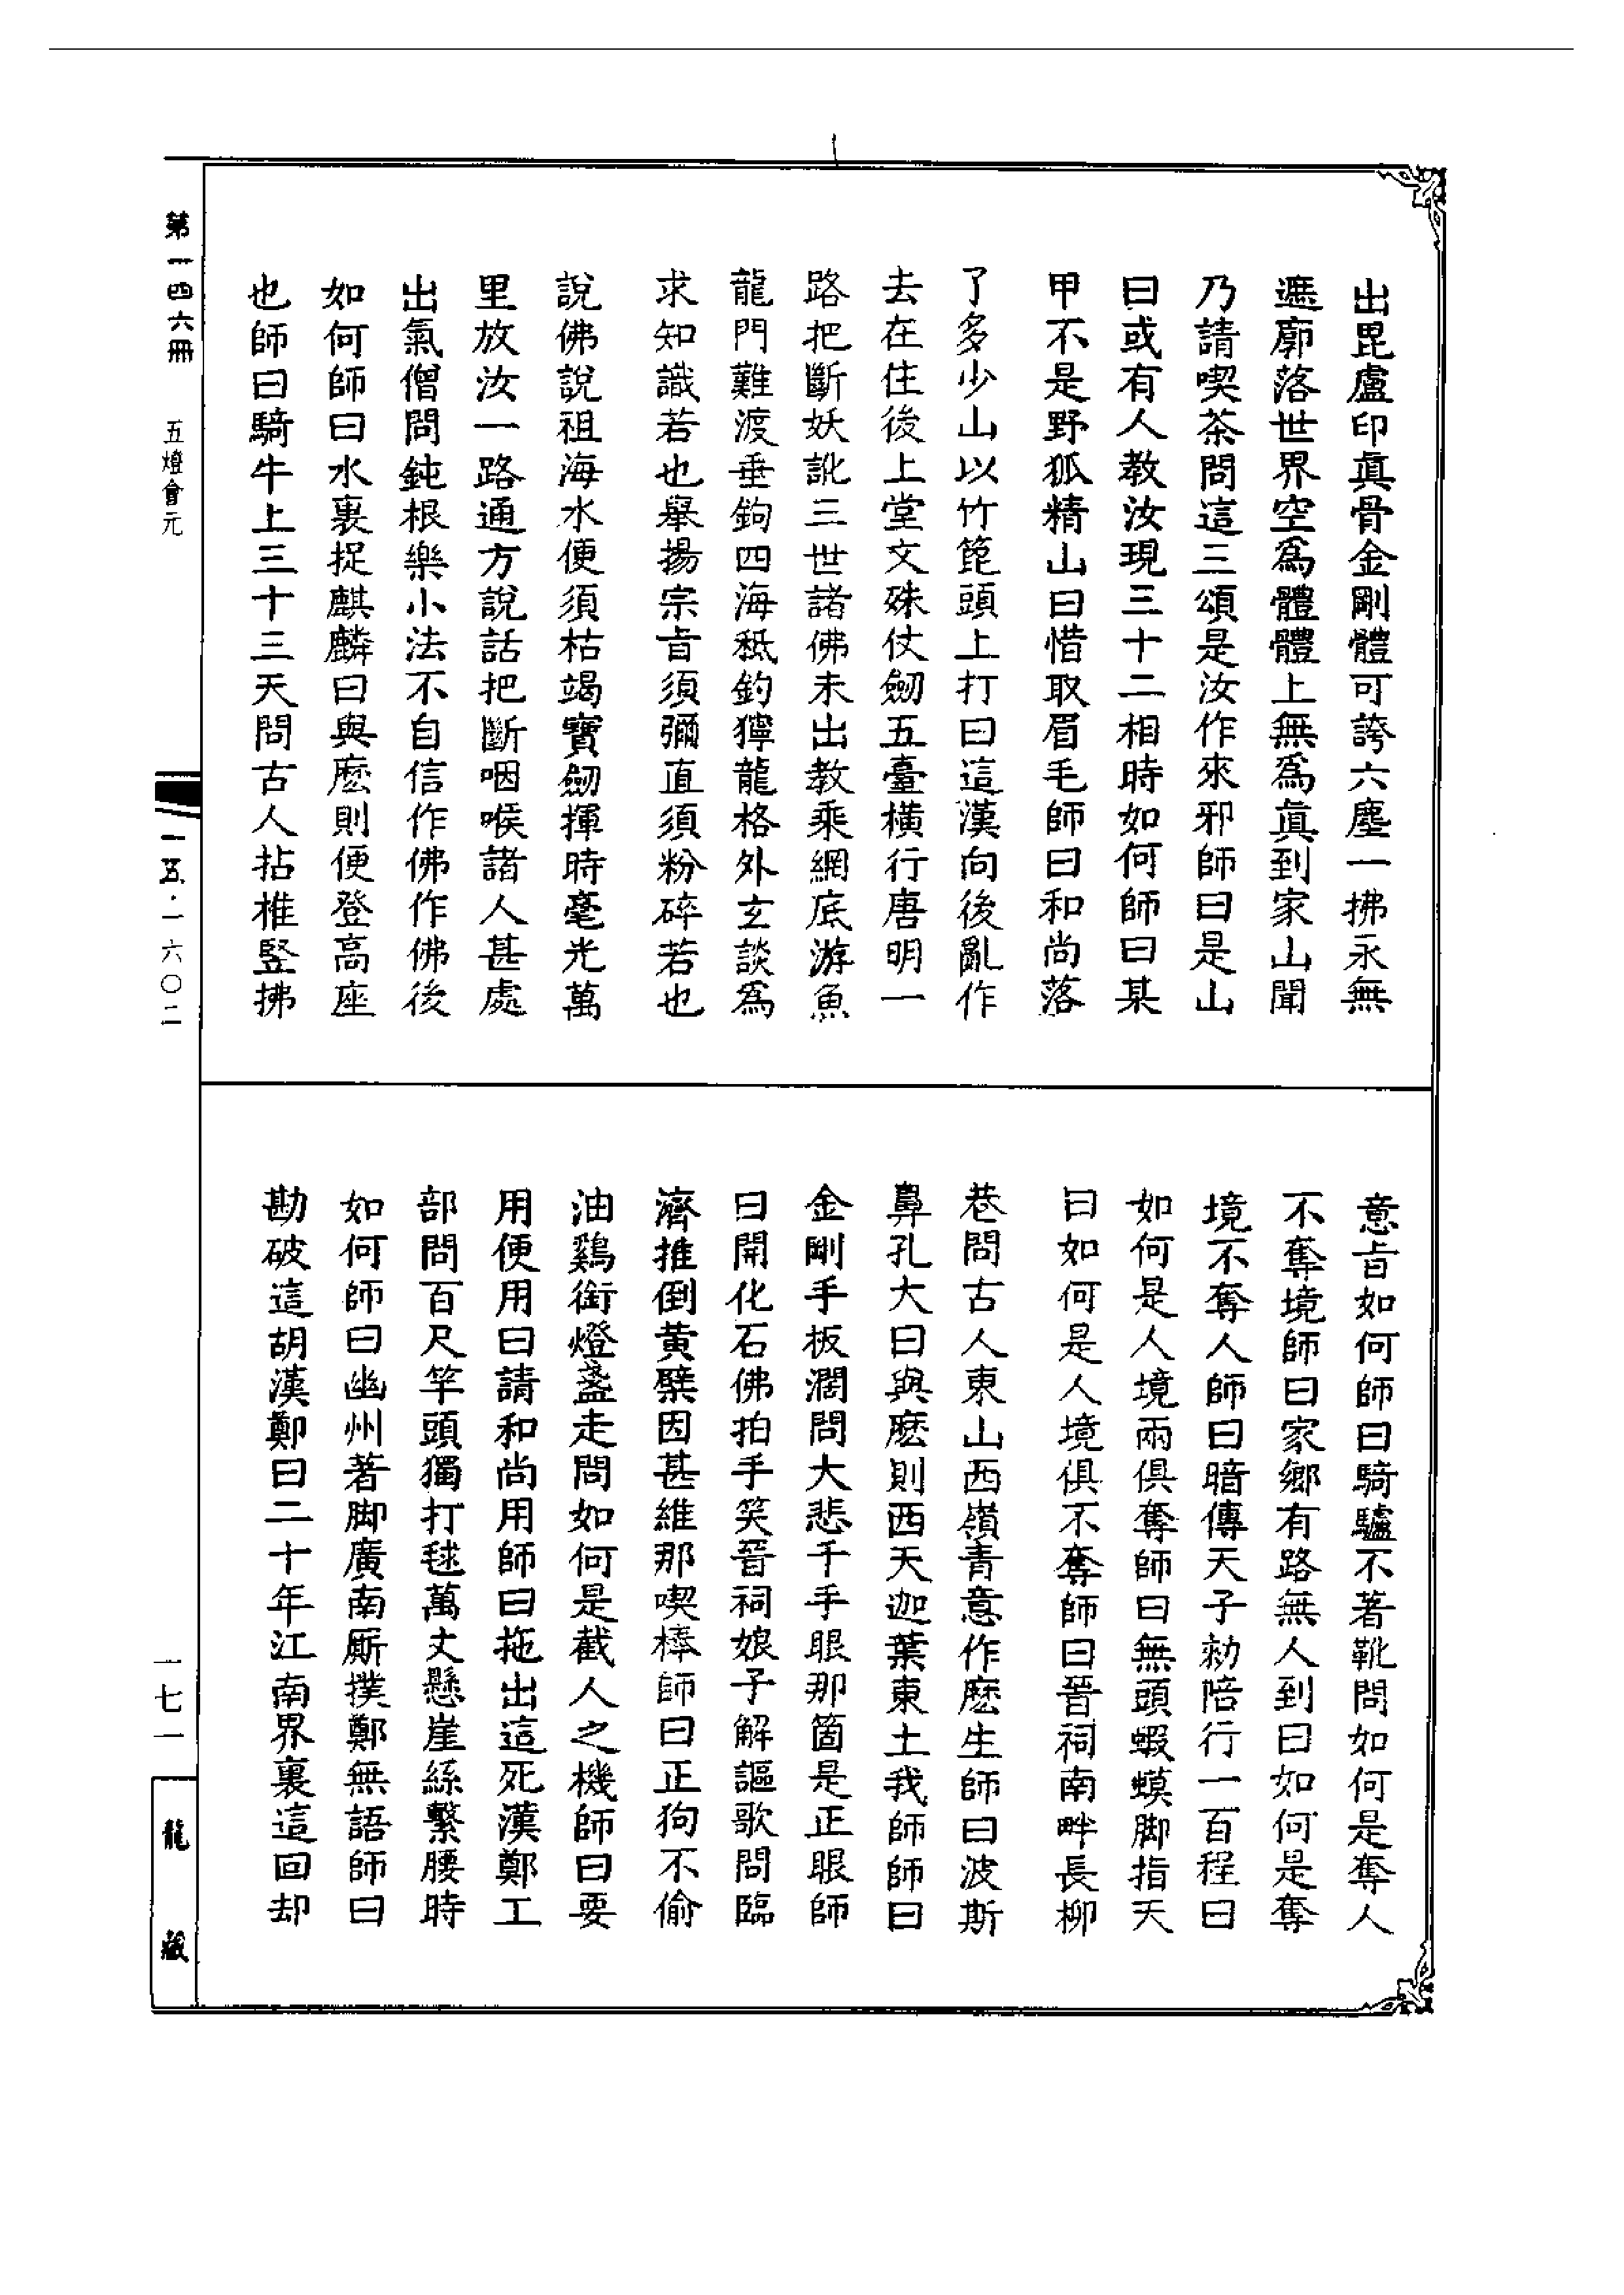 出毘盧印真骨金剛體可誇六塵一拂永無
遮廓落世界空為體體上無為真到家山聞
乃請喫茶問這三頌是汝作來邪師曰是山
曰或有人教汝現三十二相時如何師曰某
甲不是野狐精山曰惜取眉毛師曰和尚落
了多少山以竹篦頭上打曰這漢向後亂作
去在住後上堂文殊仗劒五臺橫行唐明一
路把斷妖訛三世諸佛未出教乘網底游魚
龍門難渡垂鉤四海秖釣獰龍格外玄談為
求知識若也舉揚宗旨須彌直須粉碎若也
說佛說祖海水便須枯竭寶劒揮時毫光萬
里放汝一路通方說話把斷咽喉諸人甚處
出氣僧問鈍根樂小法不自信作佛作佛後
如何師曰水裏捉麒麟曰與麽則便登高座
也師曰騎牛上三十三天問古人拈椎竪拂
意旨如何師曰騎驢不著靴問如何是奪人
不奪境師曰家鄉有路無人到曰如何是奪
境不奪人師曰暗傳天子勑陪行一百程曰
如何是人境兩俱奪師曰無頭蝦蟆脚指天
曰如何是人境俱不奪師曰晉祠南畔長柳
巷問古人東山西嶺青意作麽生師曰波斯
鼻孔大曰與麽則西天迦葉東土我師師曰
金剛手板濶問大悲千手眼那箇是正眼師
曰開化石佛拍手笑晉祠娘子解謳歌問臨
濟推倒黃檗因甚維那喫棒師曰正狗不偷
油鷄銜燈盞走問如何是截人之機師曰要
用便用曰請和尚用師曰拖出這死漢鄭工
部問百尺竿頭獨打毬萬丈懸崖絲繫腰時
如何師曰幽州著脚廣南厮撲鄭無語師曰
勘破這胡漢鄭曰二十年江南界裏這回却
第一四六冊
五燈會元
一五·一六〇二
一七一
龍藏